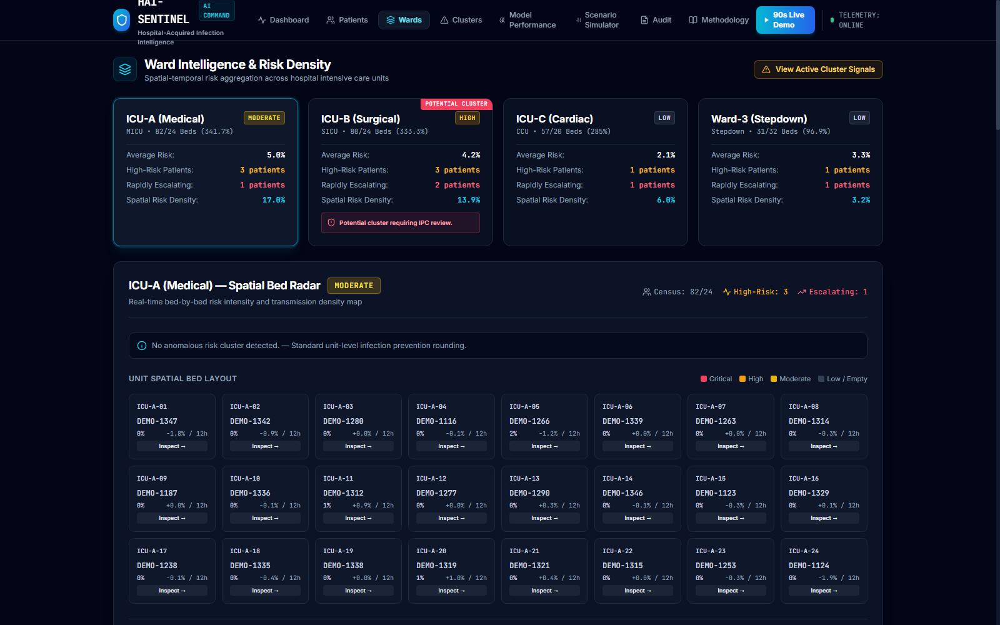 HAI-
SENTINEL
AI
COMMAND
Hospital-Acquired Infection
Intelligence
Dashboard
Patients
Wards
Clusters
Model
Performance
Scenario
Simulator
Audit
Methodology
90s Live
Demo
TELEMETRY:
ONLINE
Ward Intelligence & Risk Density
Spatial-temporal risk aggregation across hospital intensive care units
View Active Cluster Signals
ICU-A (Medical)
MODERATE
MICU • 82/24 Beds (341.7%)
Average Risk: 5.0%
High-Risk Patients: 3 patients
Rapidly Escalating: 1 patients
Spatial Risk Density: 17.0%
POTENTIAL CLUSTER
ICU-B (Surgical)
HIGH
SICU • 80/24 Beds (333.3%)
Average Risk: 4.2%
High-Risk Patients: 3 patients
Rapidly Escalating: 2 patients
Spatial Risk Density: 13.9%
Potential cluster requiring IPC review.
ICU-C (Cardiac)
LOW
CCU • 57/20 Beds (285%)
Average Risk: 2.1%
High-Risk Patients: 1 patients
Rapidly Escalating: 1 patients
Spatial Risk Density: 6.0%
Ward-3 (Stepdown)
LOW
Stepdown • 31/32 Beds (96.9%)
Average Risk: 3.3%
High-Risk Patients: 1 patients
Rapidly Escalating: 1 patients
Spatial Risk Density: 3.2%
ICU-A (Medical) — Spatial Bed Radar
MODERATE
Real-time bed-by-bed risk intensity and transmission density map
Census: 82/24
High-Risk: 3
Escalating: 1
No anomalous risk cluster detected. — Standard unit-level infection prevention rounding.
UNIT SPATIAL BED LAYOUT
Critical
High
Moderate
Low / Empty
ICU-A-01
DEMO-1347
0% -1.8% / 12h
Inspect →
ICU-A-02
DEMO-1342
0% -0.9% / 12h
Inspect →
ICU-A-03
DEMO-1280
0% +0.0% / 12h
Inspect →
ICU-A-04
DEMO-1116
0% -0.1% / 12h
Inspect →
ICU-A-05
DEMO-1266
2% -1.2% / 12h
Inspect →
ICU-A-06
DEMO-1339
0% +0.0% / 12h
Inspect →
ICU-A-07
DEMO-1263
0% +0.0% / 12h
Inspect →
ICU-A-08
DEMO-1314
0% -0.3% / 12h
Inspect →
ICU-A-09
DEMO-1187
0% +0.0% / 12h
Inspect →
ICU-A-10
DEMO-1336
0% -0.1% / 12h
Inspect →
ICU-A-11
DEMO-1312
1% +0.9% / 12h
Inspect →
ICU-A-12
DEMO-1277
0% +0.0% / 12h
Inspect →
ICU-A-13
DEMO-1290
0% +0.3% / 12h
Inspect →
ICU-A-14
DEMO-1346
0% -0.1% / 12h
Inspect →
ICU-A-15
DEMO-1123
0% -0.3% / 12h
Inspect →
ICU-A-16
DEMO-1329
0% +0.1% / 12h
Inspect →
ICU-A-17
DEMO-1238
0% -0.1% / 12h
Inspect →
ICU-A-18
DEMO-1335
0% -0.4% / 12h
Inspect →
ICU-A-19
DEMO-1338
0% +0.0% / 12h
Inspect →
ICU-A-20
DEMO-1319
1% +1.0% / 12h
Inspect →
ICU-A-21
DEMO-1321
0% +0.4% / 12h
Inspect →
ICU-A-22
DEMO-1315
0% +0.0% / 12h
Inspect →
ICU-A-23
DEMO-1253
0% -0.3% / 12h
Inspect →
ICU-A-24
DEMO-1124
0% -1.9% / 12h
Inspect →